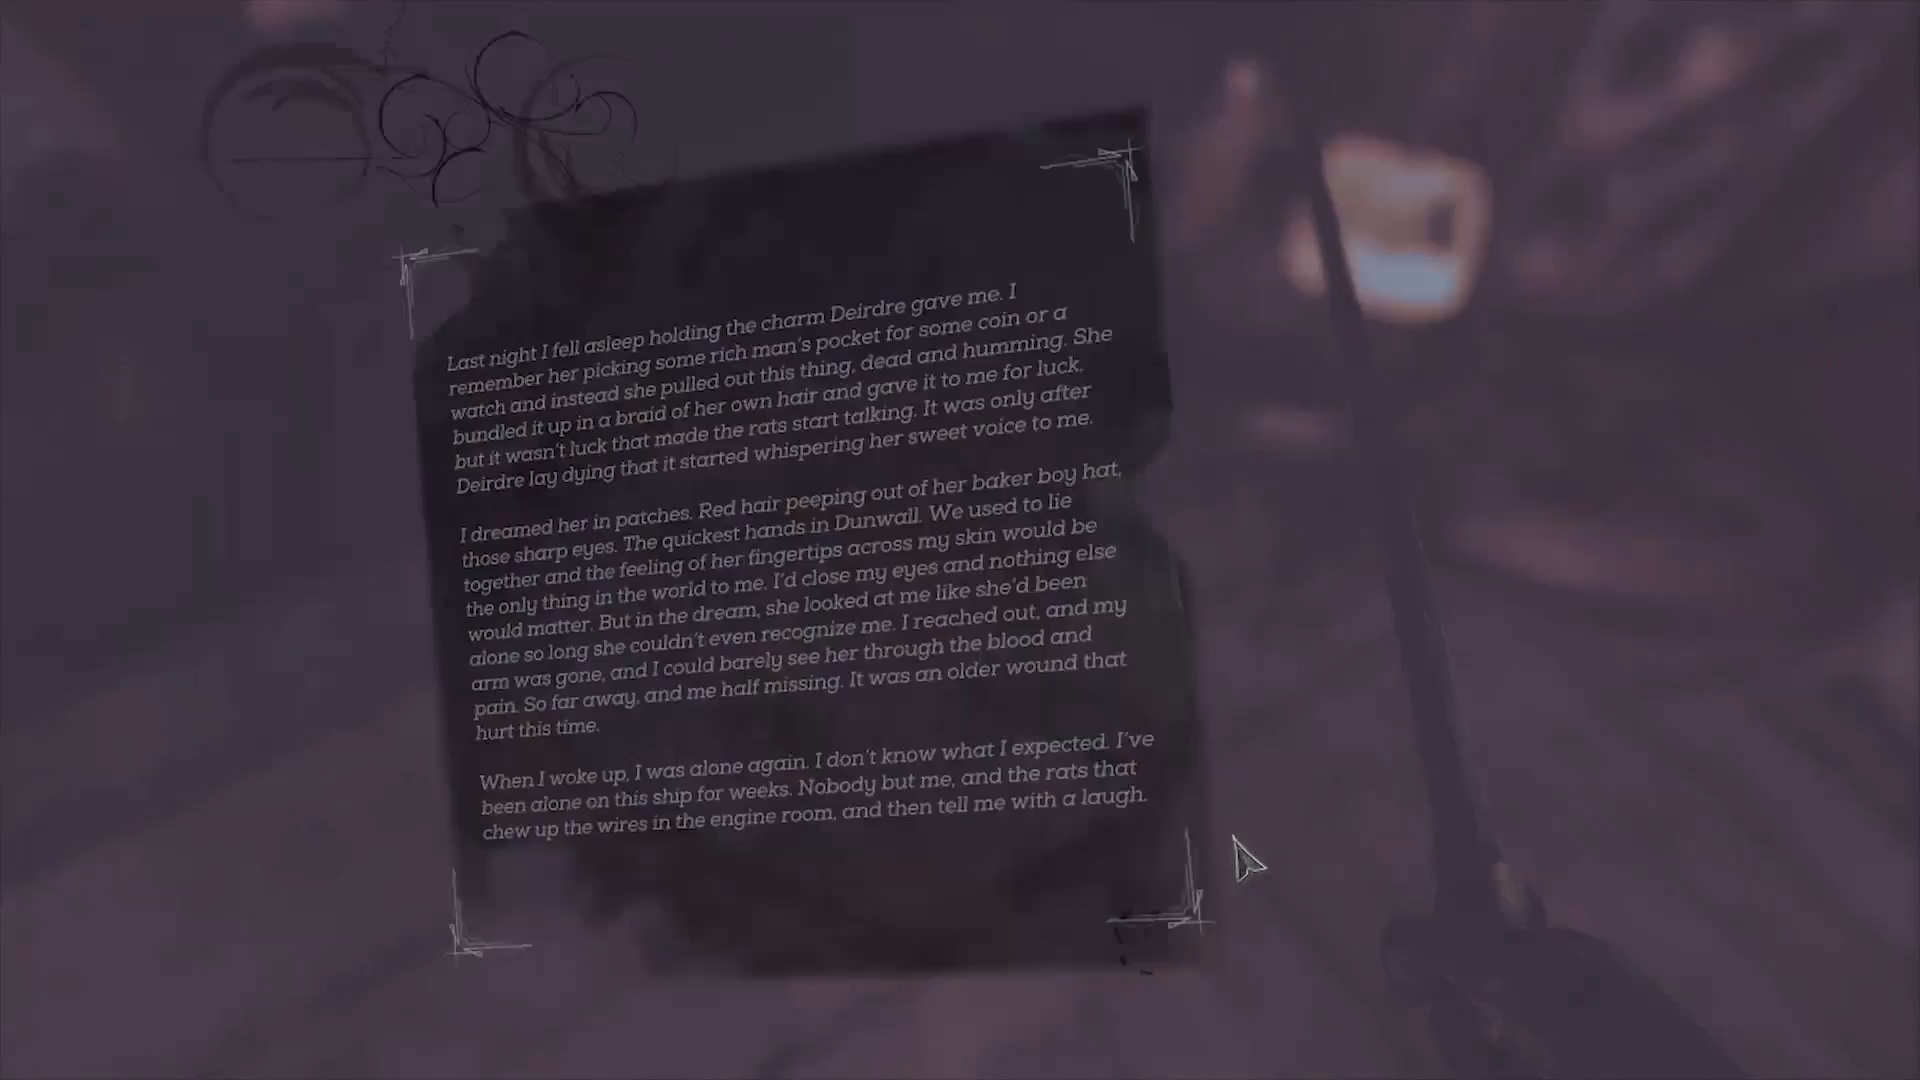 Last night I fell asleep holding the charm Deirdre gave me. I
remember her picking some rich man's pocket for some coin or a
watch and instead she pulled out this thing, dead and humming. She
bundled it up in a braid of her own hair and gave it to me for luck,
but it wasn't luck that made the rats start talking. It was only after
Deirdre lay dying that it started whispering her sweet voice to me.
I dreamed her in patches. Red hair peeping out of her baker boy hat,
those sharp eyes. The quickest hands in Dunwall. We used to lie
together and the feeling of her fingertips across my skin would be
the only thing in the world to me. I'd close my eyes and nothing else
would matter. But in the dream, she looked at me like she'd been
alone so long she couldn't even recognize me. I reached out, and my
arm was gone, and I could barely see her through the blood and
pain. So far away, and me half missing. It was an older wound that
hurt this time.
When I woke up, I was alone again. I don't know what I expected. I've
been alone on this ship for weeks. Nobody but me, and the rats that
chew up the wires in the engine room, and then tell me with a laugh.